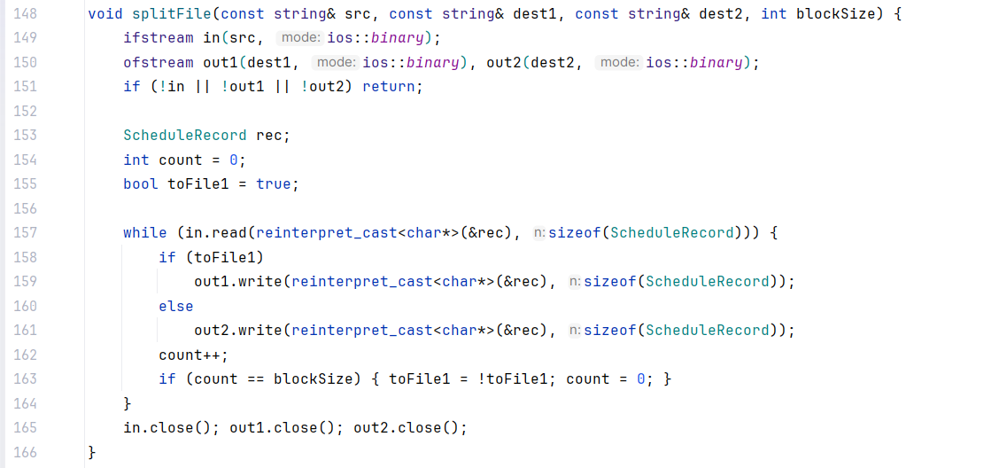 148 void splitFile(const string& src, const string& dest1, const string& dest2, int blockSize) {
149     ifstream in(src, mode: ios::binary);
150     ofstream out1(dest1, mode: ios::binary), out2(dest2, mode: ios::binary);
151     if (!in || !out1 || !out2) return;
152
153     ScheduleRecord rec;
154     int count = 0;
155     bool toFile1 = true;
156
157     while (in.read(reinterpret_cast<char*>(&rec), n: sizeof(ScheduleRecord))) {
158         if (toFile1)
159             out1.write(reinterpret_cast<char*>(&rec), n: sizeof(ScheduleRecord));
160         else
161             out2.write(reinterpret_cast<char*>(&rec), n: sizeof(ScheduleRecord));
162         count++;
163         if (count == blockSize) { toFile1 = !toFile1; count = 0; }
164     }
165     in.close(); out1.close(); out2.close();
166 }